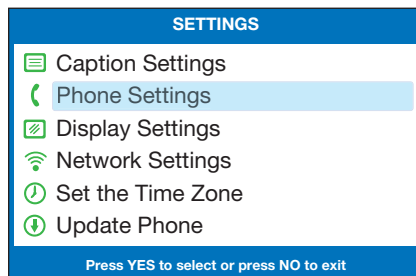 SETTINGS
Caption Settings
Phone Settings
Display Settings
Network Settings
Set the Time Zone
Update Phone
Press YES to select or press NO to exit